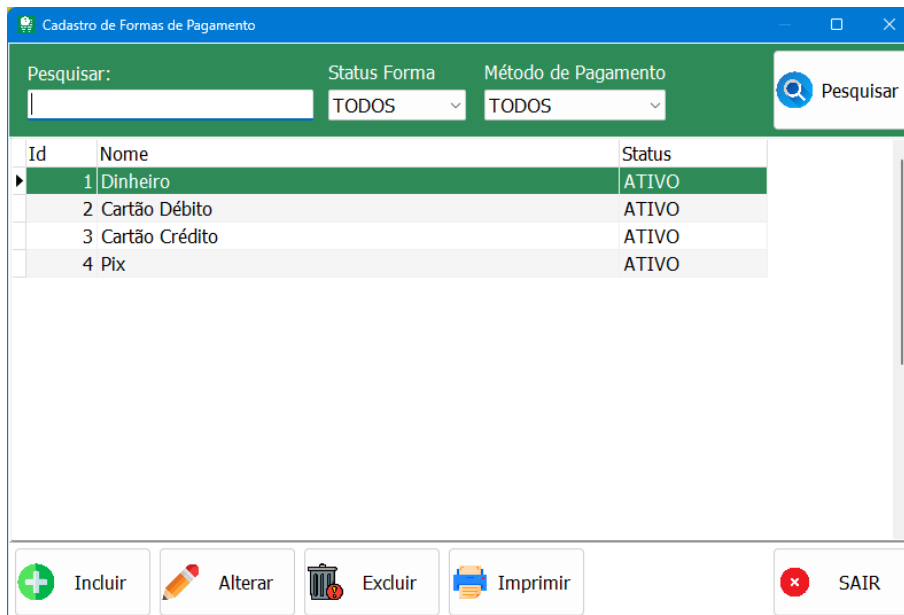 Cadastro de Formas de Pagamento
Pesquisar:
Status Forma
Método de Pagamento
TODOS
TODOS
Pesquisar
Id Nome Status
1 Dinheiro ATIVO
2 Cartão Débito ATIVO
3 Cartão Crédito ATIVO
4 Pix ATIVO
Incluir
Alterar
Excluir
Imprimir
SAIR